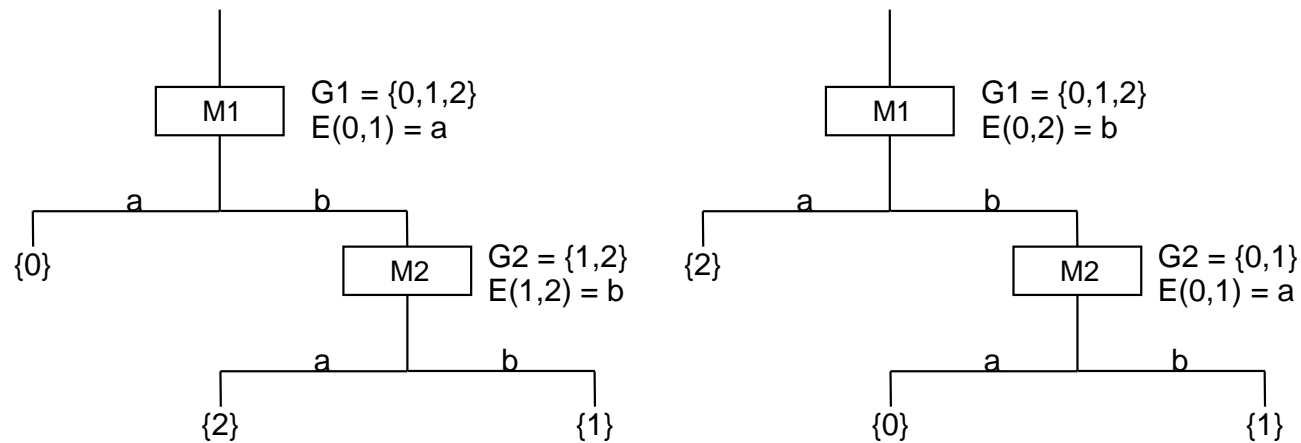 M1
G1 = {0,1,2}
E(0,1) = a
a
b
{0}
M2
G2 = {1,2}
E(1,2) = b
a
b
{2}
{1}
M1
G1 = {0,1,2}
E(0,2) = b
a
b
{2}
M2
G2 = {0,1}
E(0,1) = a
a
b
{0}
{1}